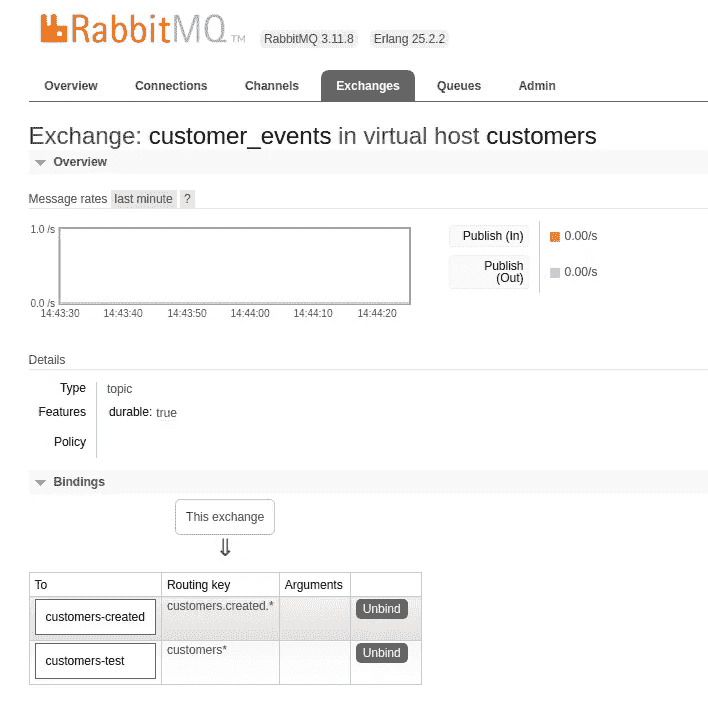 RabbitMQ TM RabbitMQ 3.11.8 Erlang 25.2.2
Overview Connections Channels Exchanges Queues Admin
Exchange: customer_events in virtual host customers
Overview
Message rates last minute ?
1.0 /s
0.0 /s
14:43:30 14:43:40 14:43:50 14:44:00 14:44:10 14:44:20
Publish (In) 0.00/s
Publish
(Out) 0.00/s
Details
Type topic
Features durable: true
Policy
Bindings
This exchange
⇓
To Routing key Arguments
customers-created customers.created.* Unbind
customers-test customers* Unbind